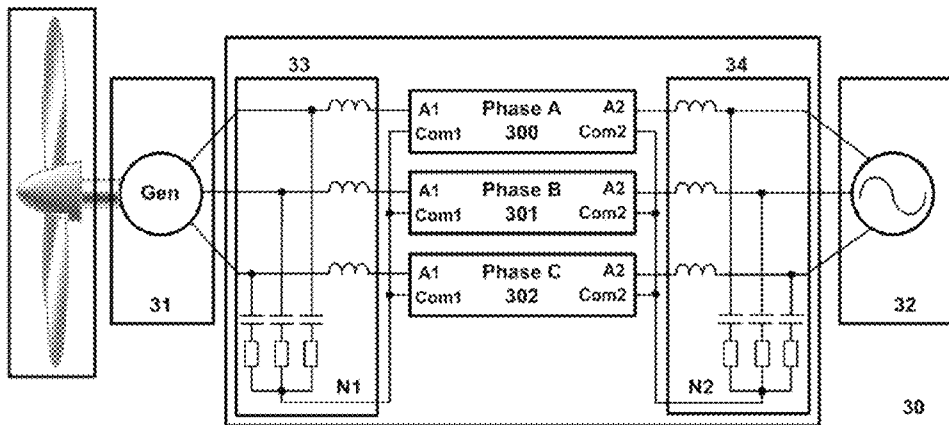 33
34
A1 Phase A A2
Com1 300 Com2
Gen
A1 Phase B A2
Com1 301 Com2
A1 Phase C A2
Com1 302 Com2
31
32
N1
N2
30